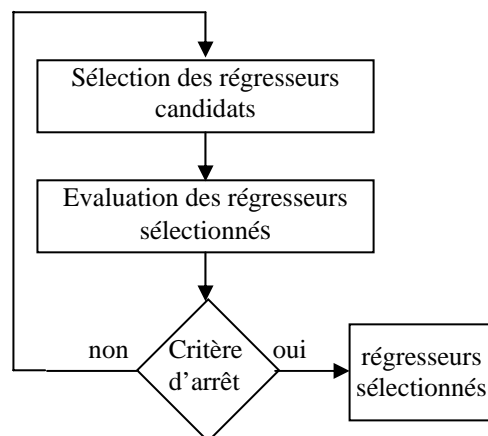 Sélection des régresseurs
candidats
Evaluation des régresseurs
sélectionnés
non
Critère
d’arrêt
oui
régresseurs
sélectionnés